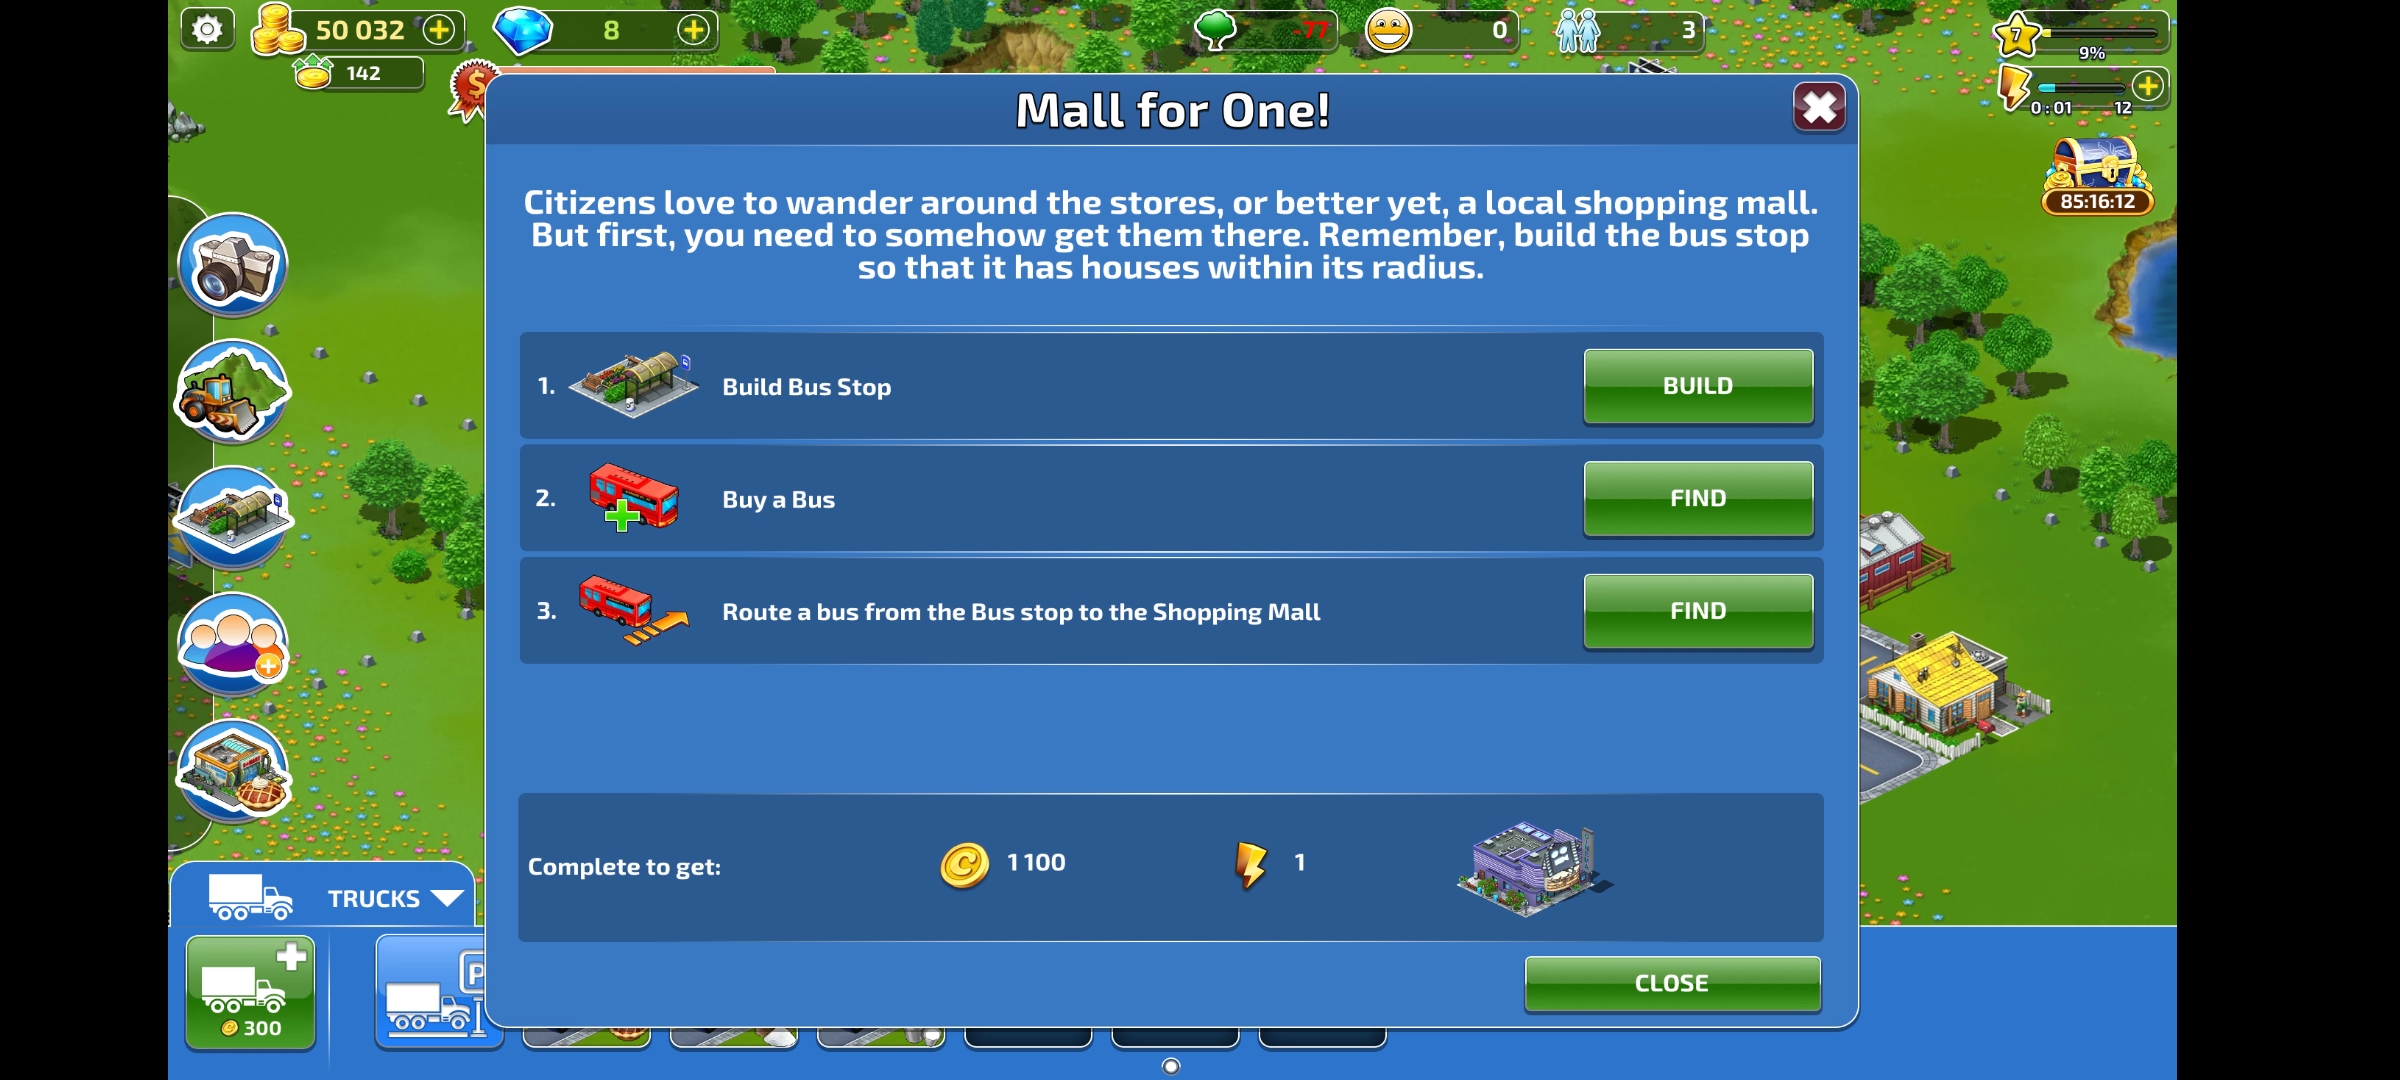 50 032
8
-77
0
3
7
9%
142
$
0:01
12
85:16:12
Mall for One!
Citizens love to wander around the stores, or better yet, a local shopping mall.
But first, you need to somehow get them there. Remember, build the bus stop
so that it has houses within its radius.
1.
Build Bus Stop
BUILD
2.
Buy a Bus
FIND
3.
Route a bus from the Bus stop to the Shopping Mall
FIND
Complete to get:
1 100
1
CLOSE
TRUCKS
300
P